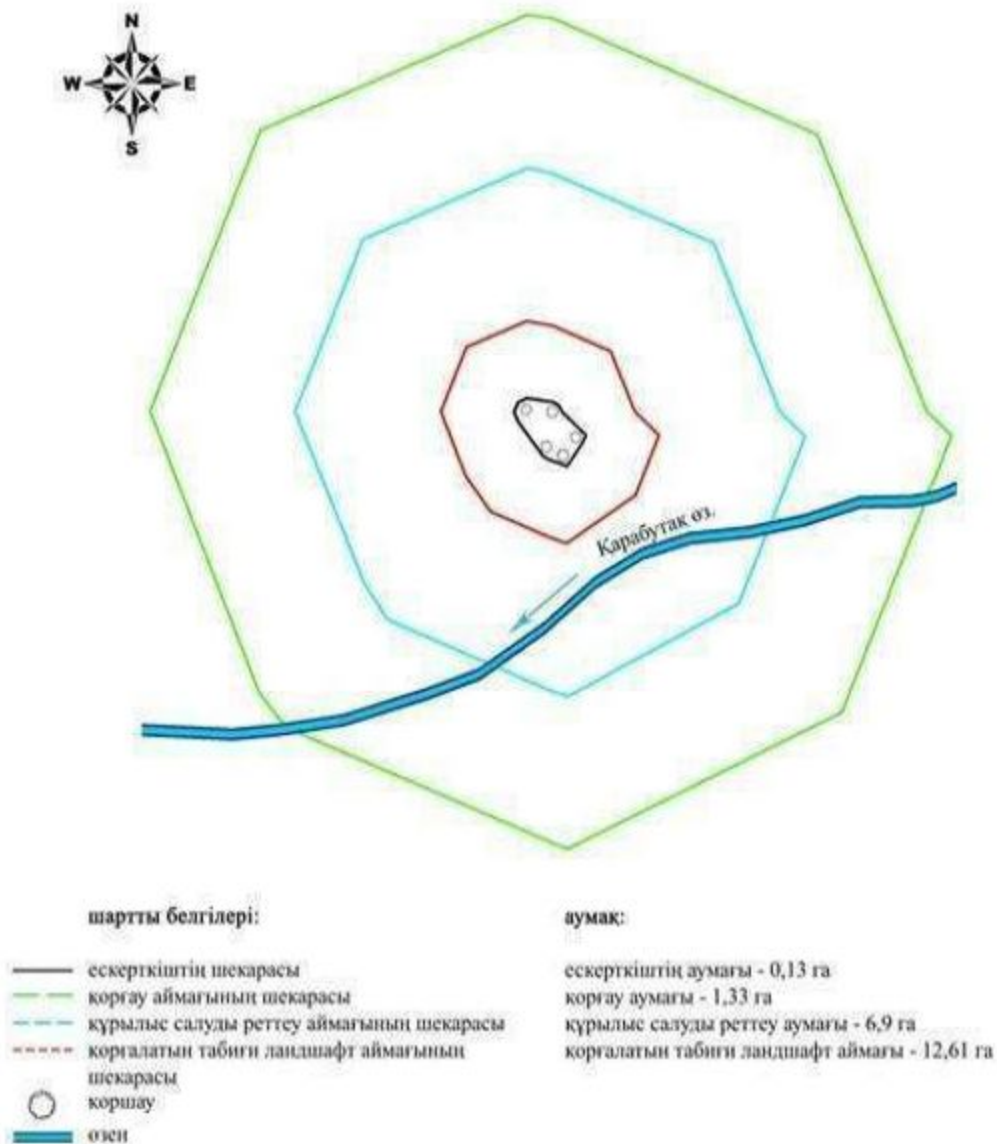 N
W E
S
Қарабутақ өз.
шартты белгілері:
ескерткіштің шекарасы
қорғау аймағының шекарасы
құрылыс салуды реттеу аймағының шекарасы
қорғалатын табиғи ландшафт аймағының
шекарасы
қоршау
өзен
аумақ:
ескерткіштің аумағы - 0,13 га
қорғау аумағы - 1,33 га
құрылыс салуды реттеу аумағы - 6,9 га
қорғалатын табиғи ландшафт аймағы - 12,61 га